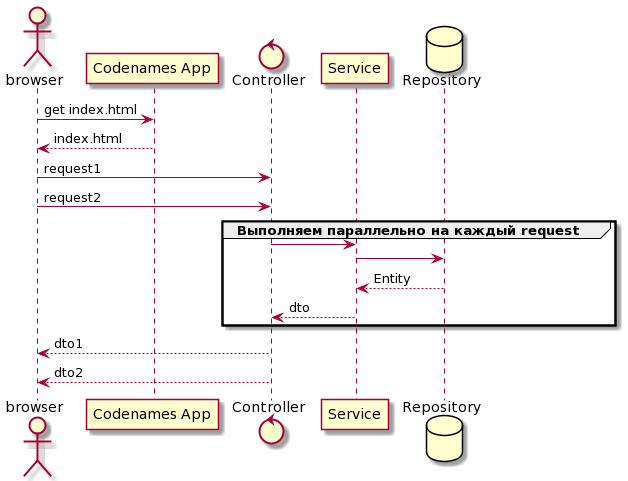 browser
Codenames App
Controller
Service
Repository
get index.html
index.html
request1
request2
Выполняем параллельно на каждый request
Entity
dto
dto1
dto2
browser
Codenames App
Controller
Service
Repository